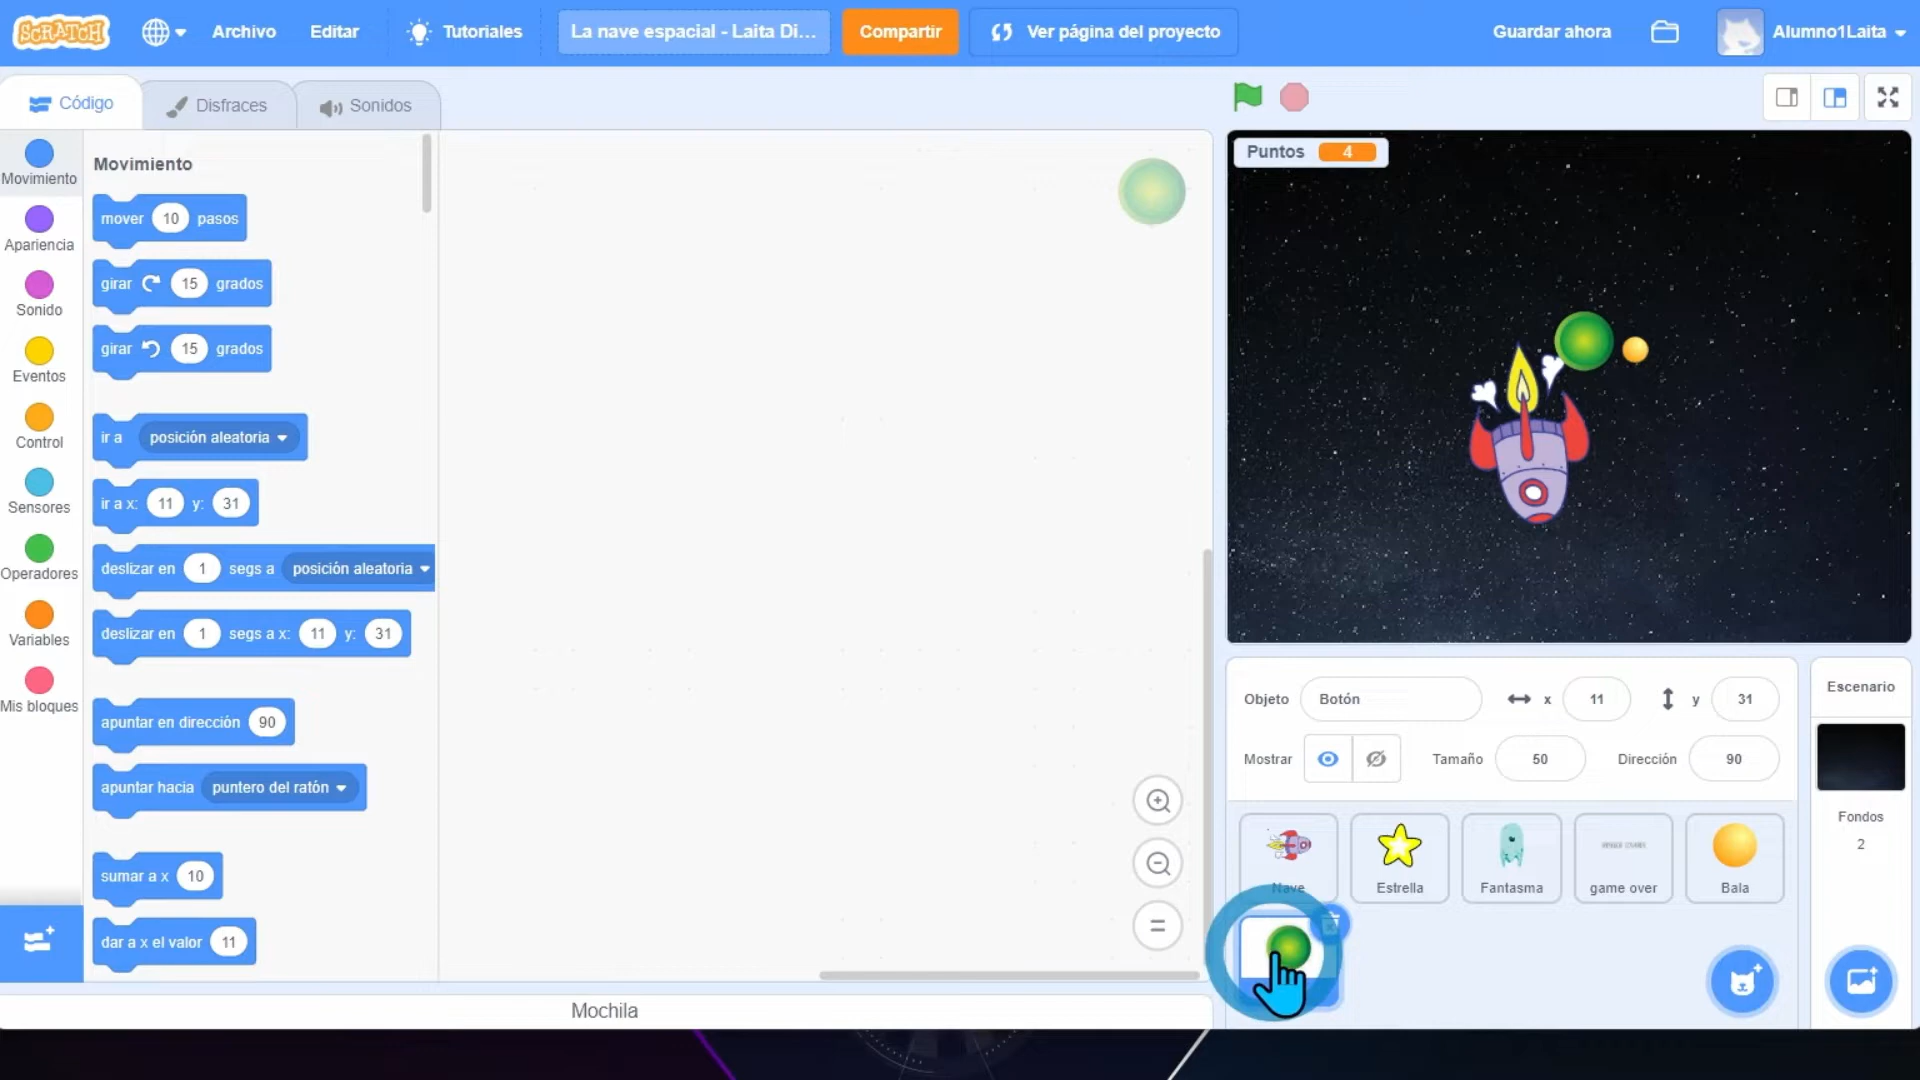 SCRATCH
Archivo
Editar
Tutoriales
La nave espacial - Laita Di...
Compartir
Ver página del proyecto
Guardar ahora
Alumno1Laita
Código
Disfraces
Sonidos
Movimiento
Apariencia
Sonido
Eventos
Control
Sensores
Operadores
Variables
Mis bloques
Movimiento
mover 10 pasos
girar 15 grados
girar 15 grados
ir a posición aleatoria
ir a x: 11 y: 31
deslizar en 1 segs a posición aleatoria
deslizar en 1 segs a x: 11 y: 31
apuntar en dirección 90
apuntar hacia puntero del ratón
sumar a x 10
dar a x el valor 11
Mochila
Puntos 4
Objeto Botón x 11 y 31
Mostrar Tamaño 50 Dirección 90
Nave
Estrella
Fantasma
game over
Bala
Escenario
Fondos
2